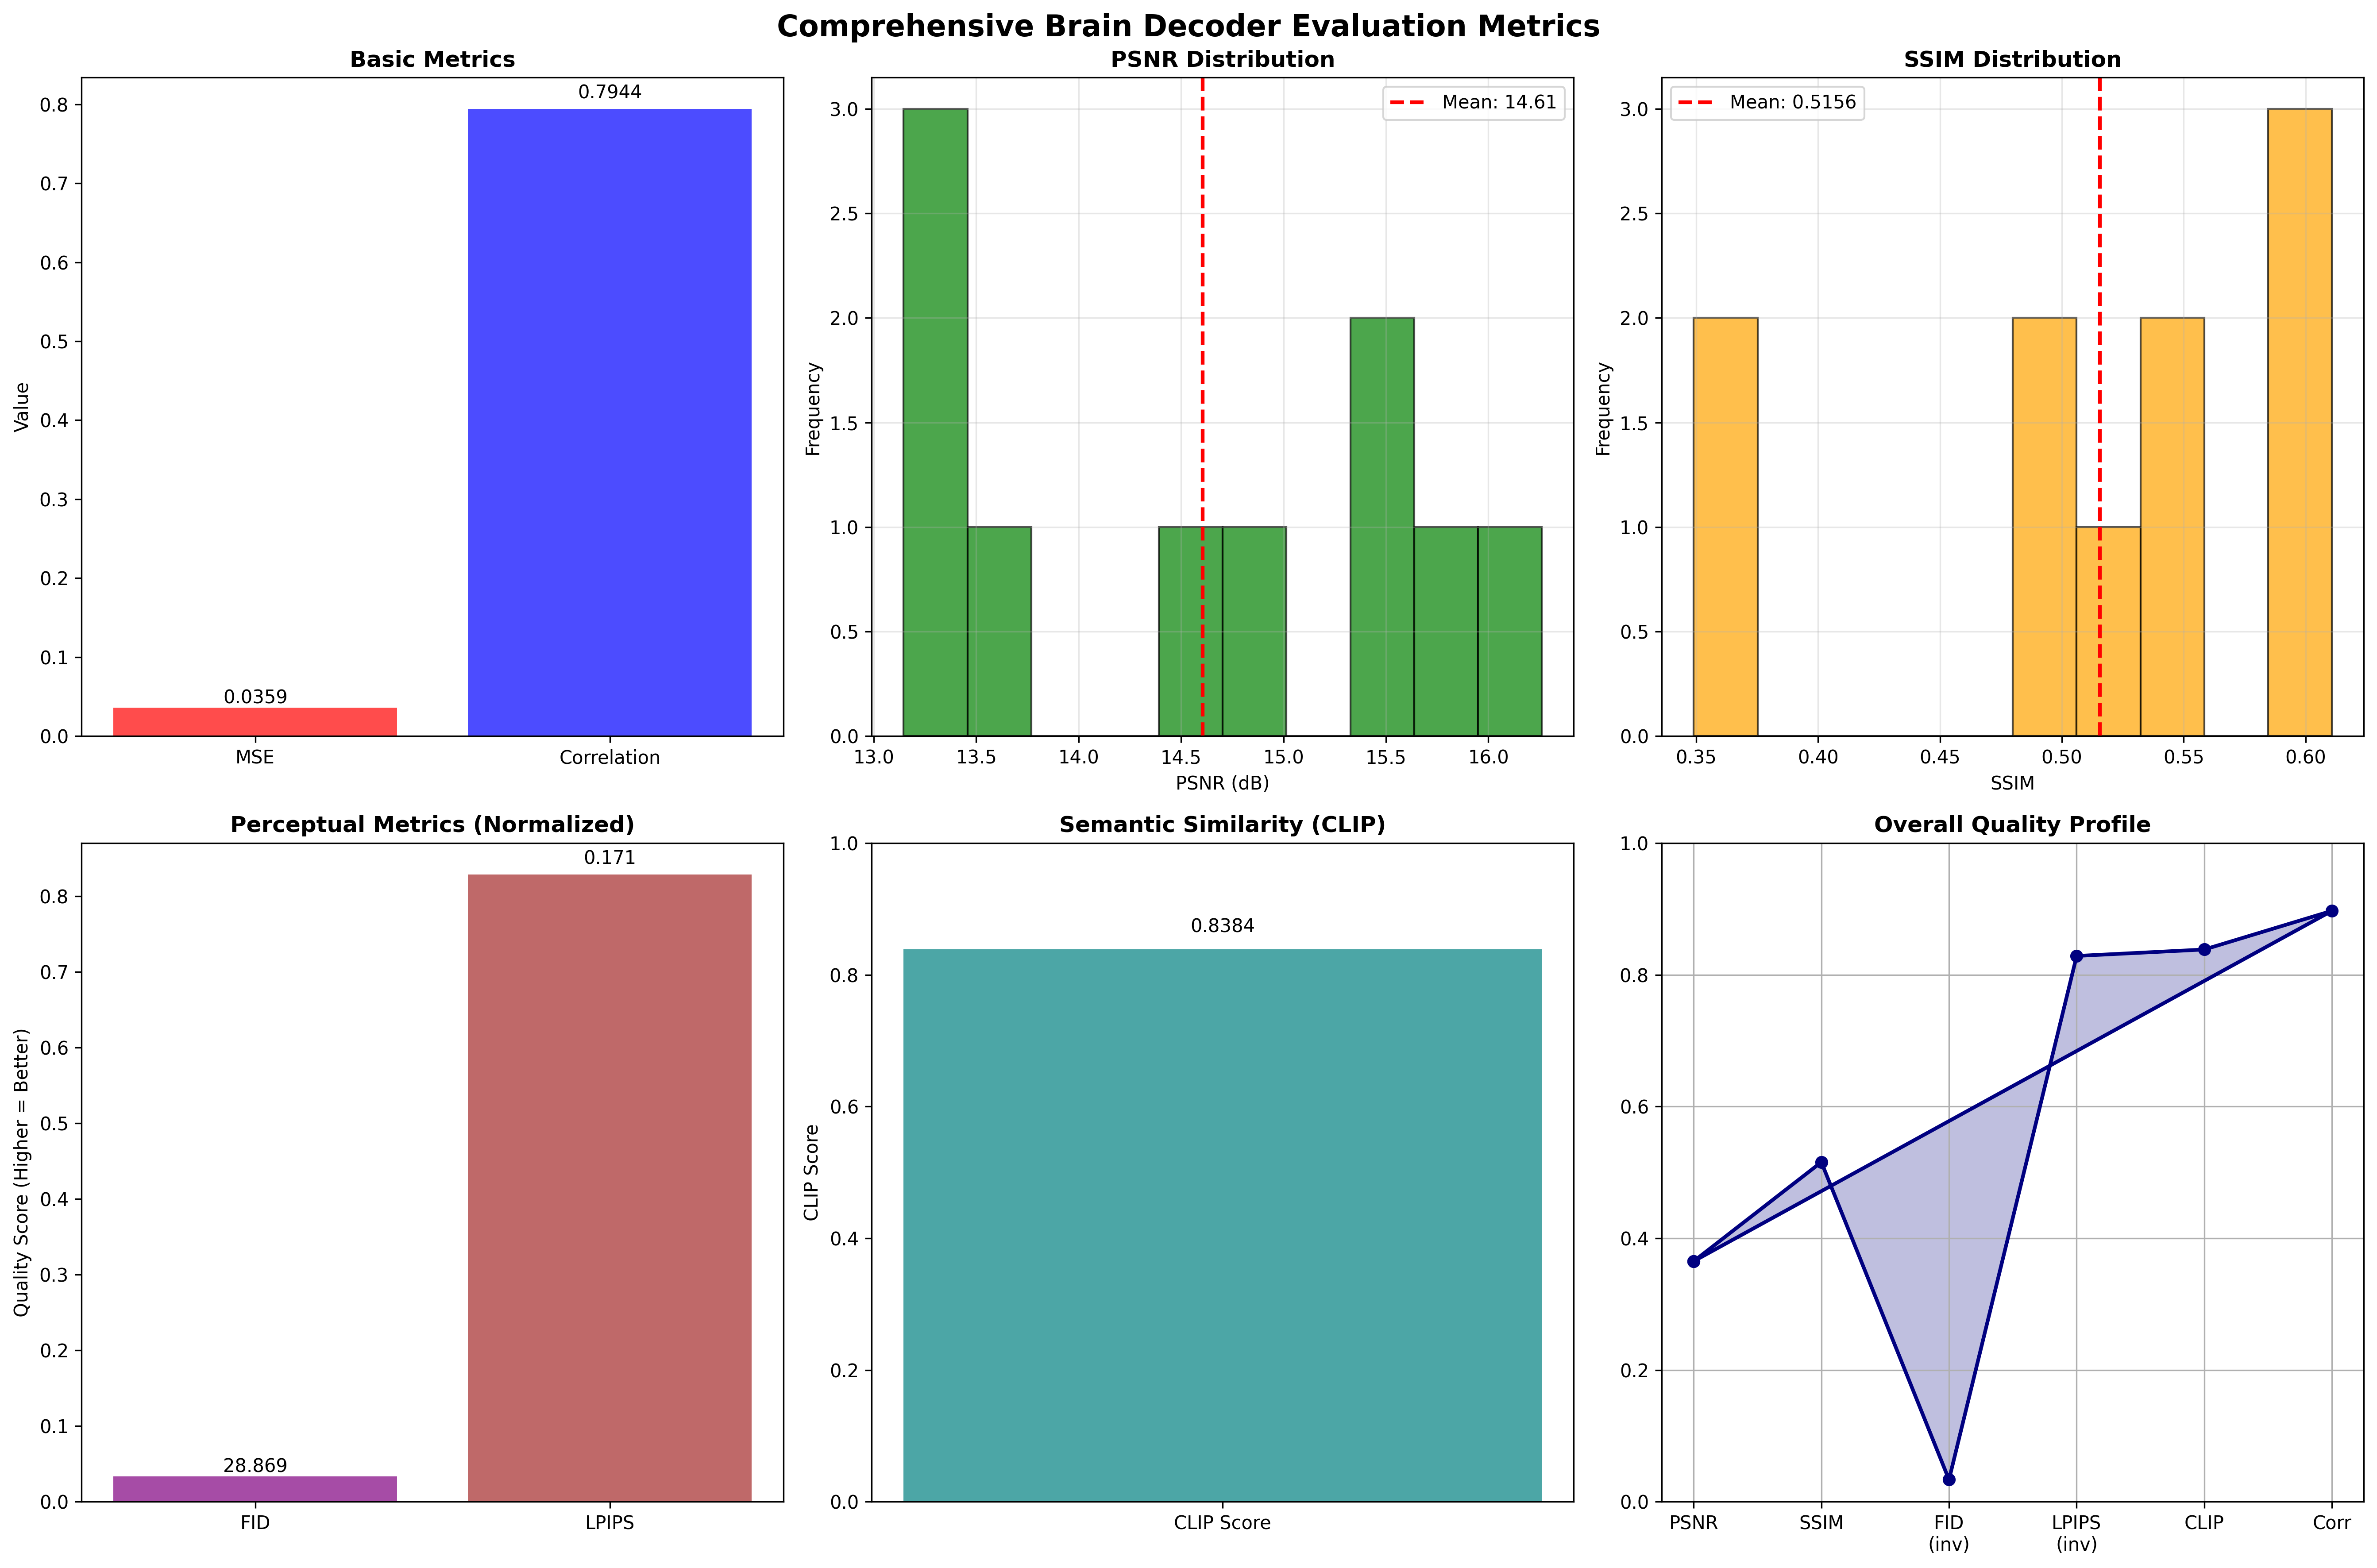 Comprehensive Brain Decoder Evaluation Metrics
Basic Metrics
Value
0.8
0.7
0.6
0.5
0.4
0.3
0.2
0.1
0.0
0.0359
0.7944
MSE
Correlation
PSNR Distribution
Frequency
3.0
2.5
2.0
1.5
1.0
0.5
0.0
Mean: 14.61
13.0 13.5 14.0 14.5 15.0 15.5 16.0
PSNR (dB)
SSIM Distribution
Frequency
3.0
2.5
2.0
1.5
1.0
0.5
0.0
Mean: 0.5156
0.35 0.40 0.45 0.50 0.55 0.60
SSIM
Perceptual Metrics (Normalized)
Quality Score (Higher = Better)
0.8
0.7
0.6
0.5
0.4
0.3
0.2
0.1
0.0
28.869
0.171
FID
LPIPS
Semantic Similarity (CLIP)
CLIP Score
1.0
0.8
0.6
0.4
0.2
0.0
0.8384
CLIP Score
Overall Quality Profile
1.0
0.8
0.6
0.4
0.2
0.0
PSNR
SSIM
FID
(inv)
LPIPS
(inv)
CLIP
Corr